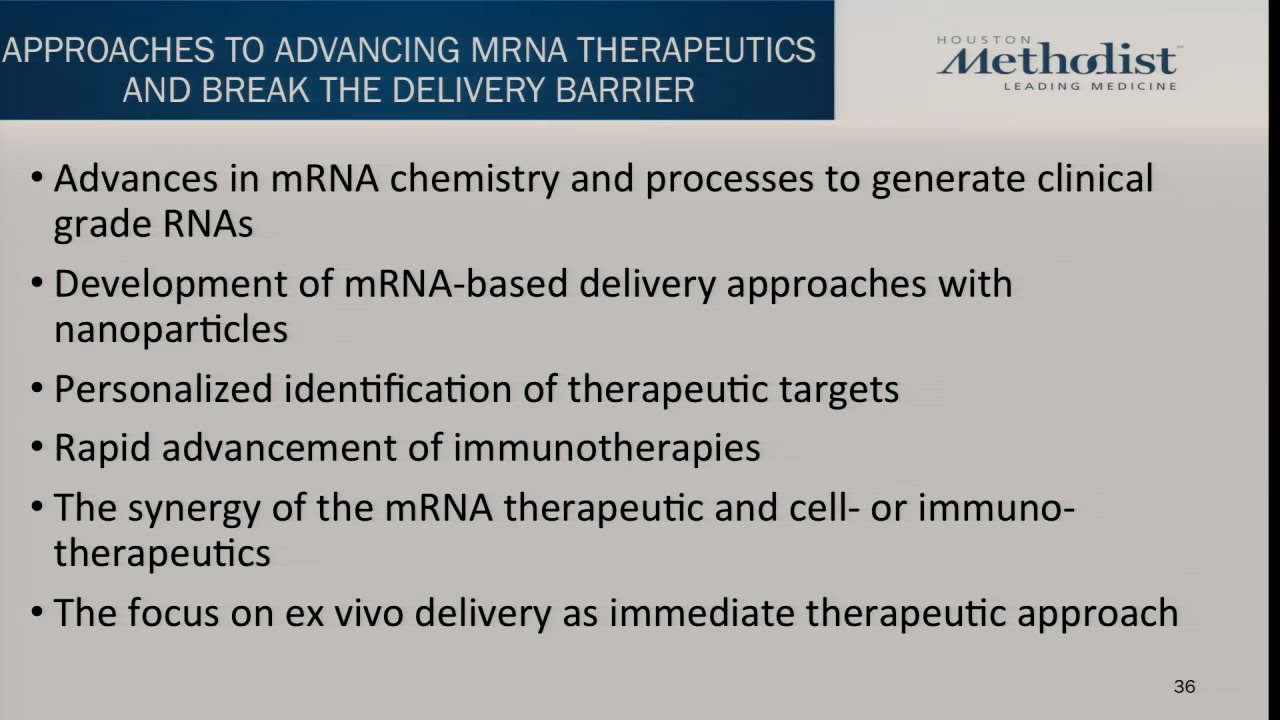 APPROACHES TO ADVANCING MRNA THERAPEUTICS
AND BREAK THE DELIVERY BARRIER
HOUSTON
Methodist
LEADING MEDICINE
• Advances in mRNA chemistry and processes to generate clinical
grade RNAs
• Development of mRNA-based delivery approaches with
nanoparticles
• Personalized identification of therapeutic targets
• Rapid advancement of immunotherapies
• The synergy of the mRNA therapeutic and cell- or immuno-
therapeutics
• The focus on ex vivo delivery as immediate therapeutic approach
36